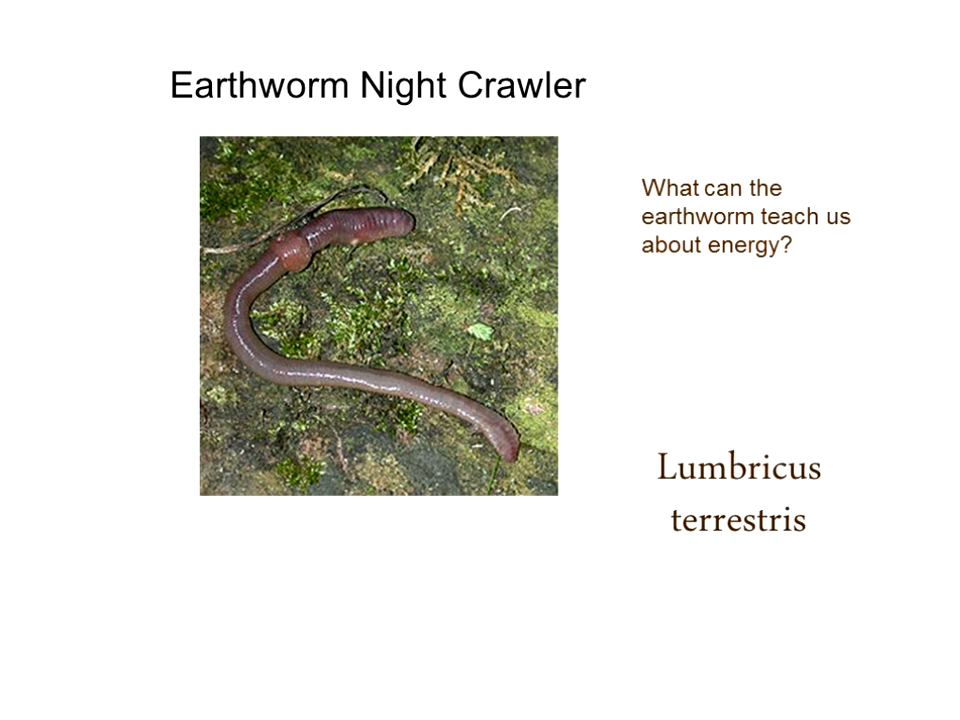 Earthworm Night Crawler
What can the
earthworm teach us
about energy?
Lumbricus
terrestris